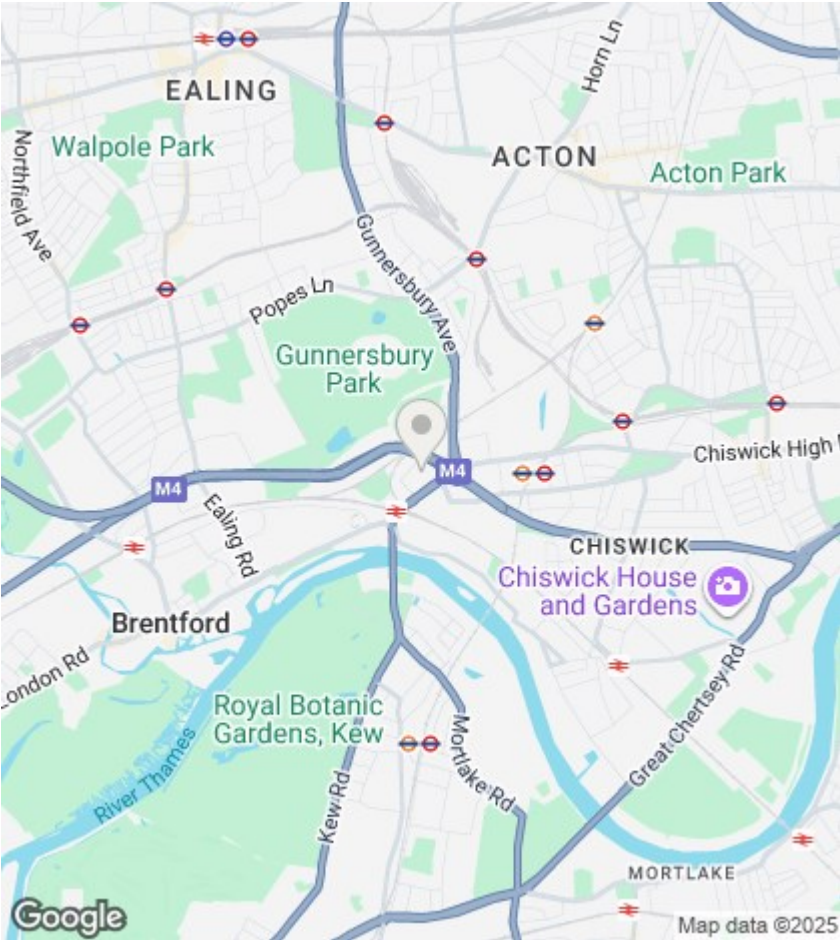 EALING
Horn Ln
Walpole Park
ACTON
Acton Park
Northfield Ave
Gunnersbury Ave
Popes Ln
Gunnersbury
Park
Chiswick High
M4
M4
Ealing Rd
CHISWICK
Chiswick House
and Gardens
Brentford
London Rd
Royal Botanic
Gardens, Kew
River Thames
Kew Rd
Mortlake Rd
Great Chertsey Rd
MORTLAKE
Google
Map data ©2025